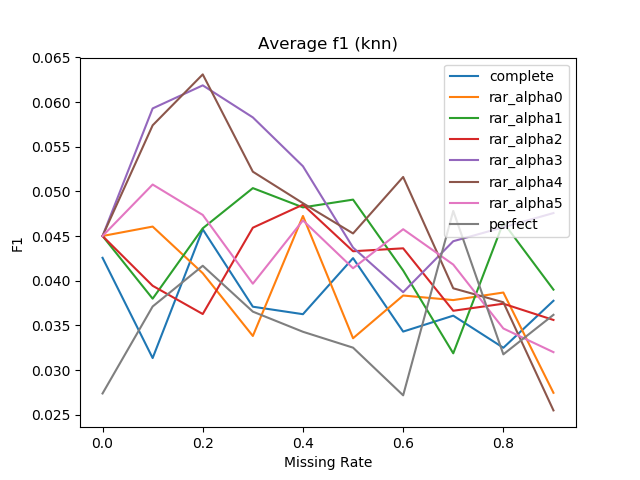 Average f1 (knn)
0.065
0.060
0.055
0.050
0.045
0.040
0.035
0.030
0.025
F1
complete
rar_alpha0
rar_alpha1
rar_alpha2
rar_alpha3
rar_alpha4
rar_alpha5
perfect
0.0 0.2 0.4 0.6 0.8
Missing Rate